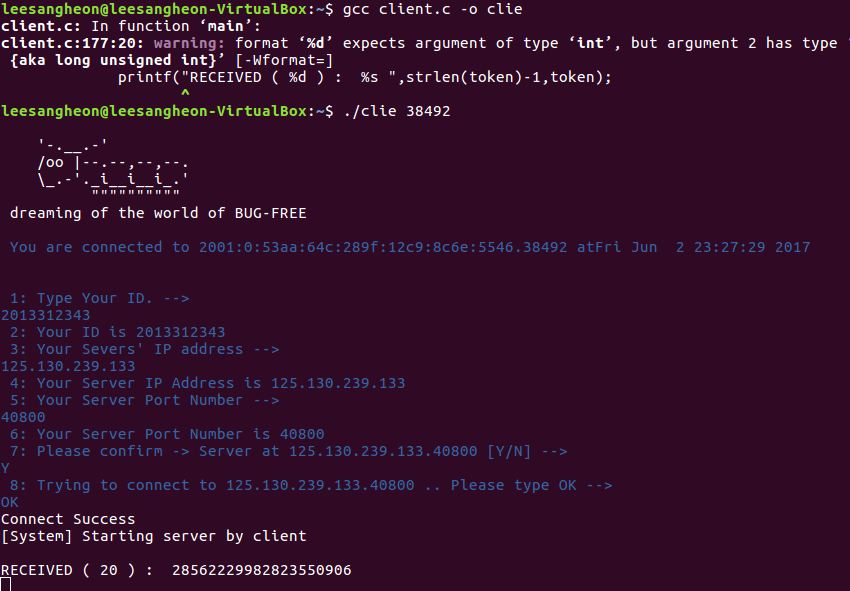 leesangheon@leesangheon-VirtualBox:~$ gcc client.c -o clie
client.c: In function ‘main’:
client.c:177:20: warning: format ‘%d’ expects argument of type ‘int’, but argument 2 has type ‘
{aka long unsigned int}’ [-Wformat=]
             printf("RECEIVED ( %d ) :  %s ",strlen(token)-1,token);
                    ^
leesangheon@leesangheon-VirtualBox:~$ ./clie 38492
    '-.__.-'
    /oo |--.--,--,--.
    \_.-'._i__i__i_.'
          """""""""
 dreaming of the world of BUG-FREE
 You are connected to 2001:0:53aa:64c:289f:12c9:8c6e:5546.38492 atFri Jun  2 23:27:29 2017
 1: Type Your ID. -->
2013312343
 2: Your ID is 2013312343
 3: Your Severs' IP address -->
125.130.239.133
 4: Your Server IP Address is 125.130.239.133
 5: Your Server Port Number -->
40800
 6: Your Server Port Number is 40800
 7: Please confirm -> Server at 125.130.239.133.40800 [Y/N] -->
Y
 8: Trying to connect to 125.130.239.133.40800 .. Please type OK -->
OK
Connect Success
[System] Starting server by client
RECEIVED ( 20 ) :  28562229982823550906